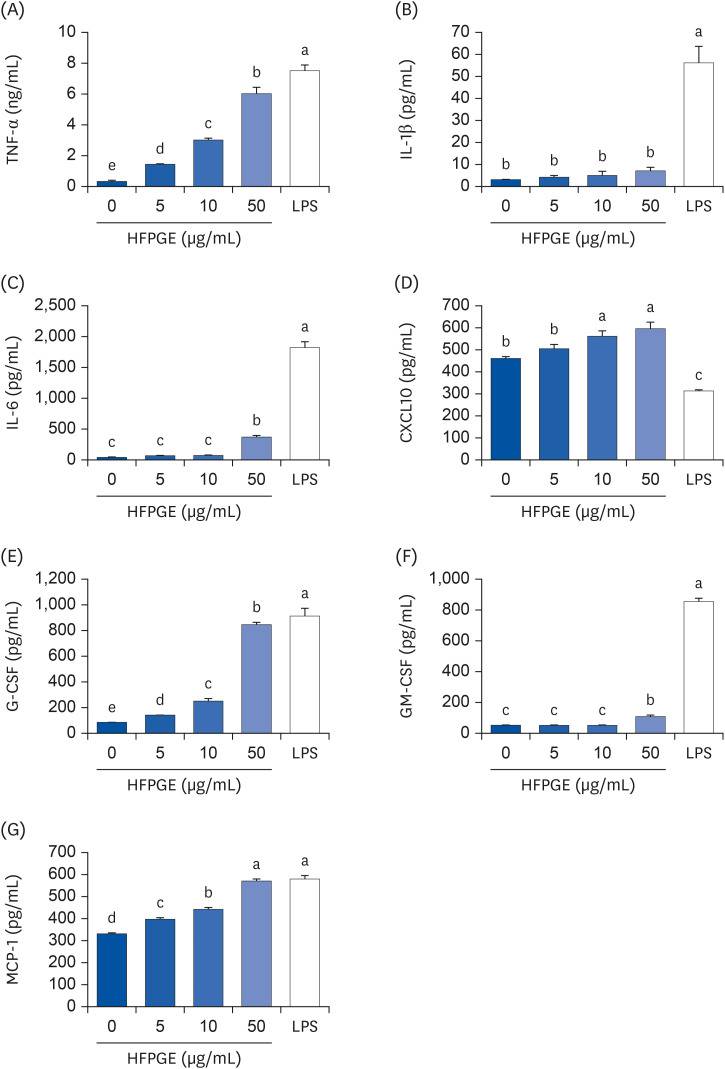 (A)
TNF-α (ng/mL)
10
8
6
4
2
0
e
d
c
b
a
0 5 10 50 LPS
HFPGE (µg/mL)
(B)
IL-1β (pg/mL)
70
60
50
40
30
20
10
0
b
b
b
b
a
0 5 10 50 LPS
HFPGE (µg/mL)
(C)
IL-6 (pg/mL)
2,500
2,000
1,500
1,000
500
0
c
c
c
b
a
0 5 10 50 LPS
HFPGE (µg/mL)
(D)
CXCL10 (pg/mL)
700
600
500
400
300
200
100
0
b
b
a
a
c
0 5 10 50 LPS
HFPGE (µg/mL)
(E)
G-CSF (pg/mL)
1,200
1,000
800
600
400
200
0
e
d
c
b
a
0 5 10 50 LPS
HFPGE (µg/mL)
(F)
GM-CSF (pg/mL)
1,000
800
600
400
200
0
c
c
c
b
a
0 5 10 50 LPS
HFPGE (µg/mL)
(G)
MCP-1 (pg/mL)
700
600
500
400
300
200
100
0
d
c
b
a
a
0 5 10 50 LPS
HFPGE (µg/mL)